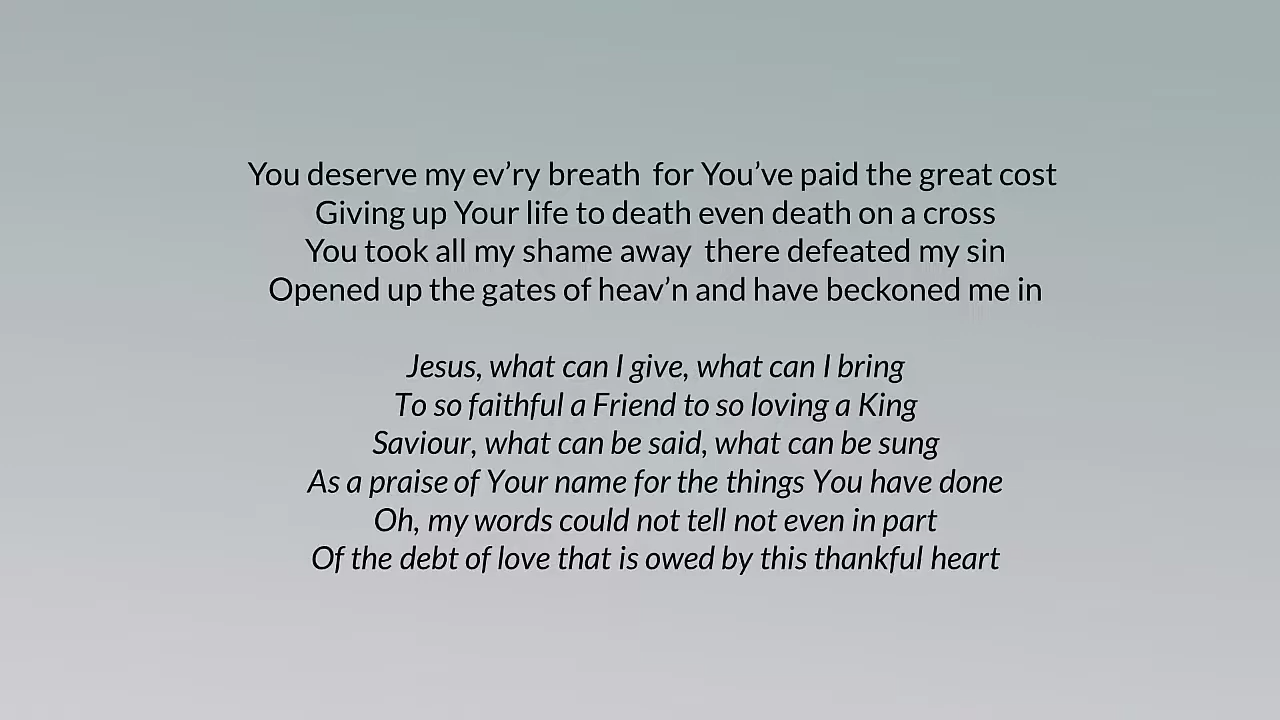 You deserve my ev’ry breath  for You’ve paid the great cost
Giving up Your life to death even death on a cross
You took all my shame away  there defeated my sin
Opened up the gates of heav’n and have beckoned me in
Jesus, what can I give, what can I bring
To so faithful a Friend to so loving a King
Saviour, what can be said, what can be sung
As a praise of Your name for the things You have done
Oh, my words could not tell not even in part
Of the debt of love that is owed by this thankful heart